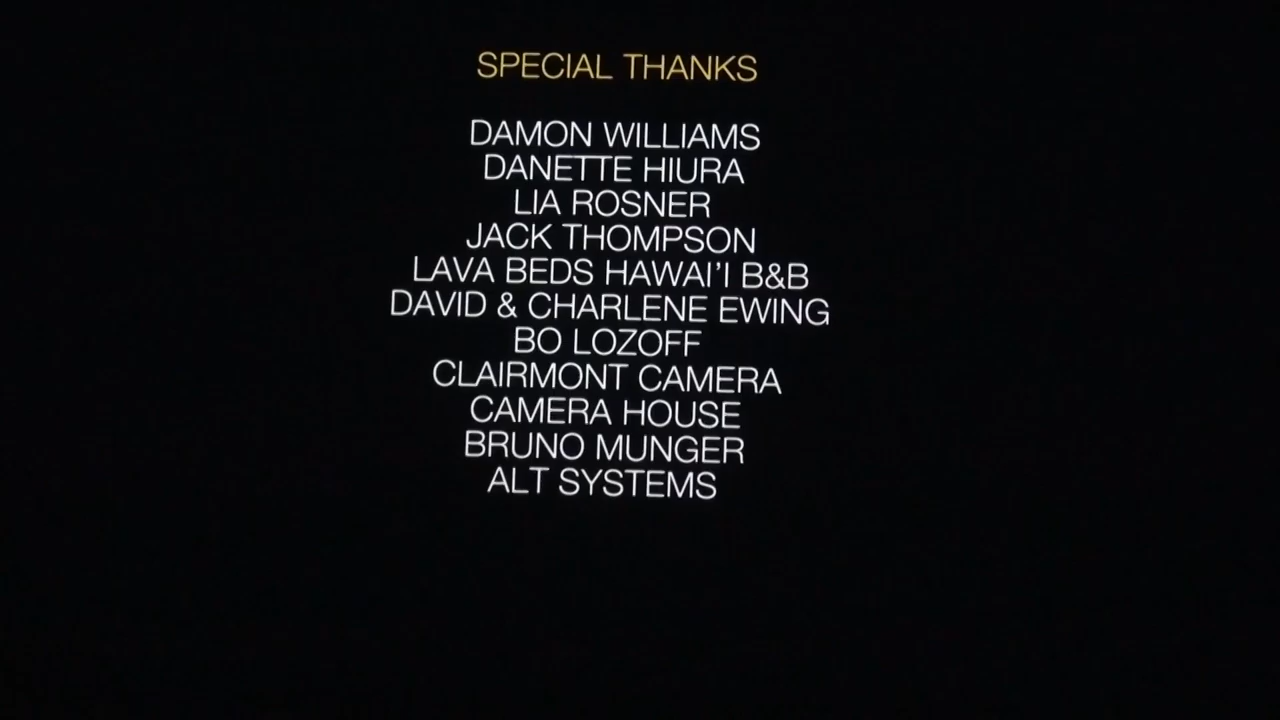 SPECIAL THANKS
DAMON WILLIAMS
DANETTE HIURA
LIA ROSNER
JACK THOMPSON
LAVA BEDS HAWAI'I B&B
DAVID & CHARLENE EWING
BO LOZOFF
CLAIRMONT CAMERA
CAMERA HOUSE
BRUNO MUNGER
ALT SYSTEMS